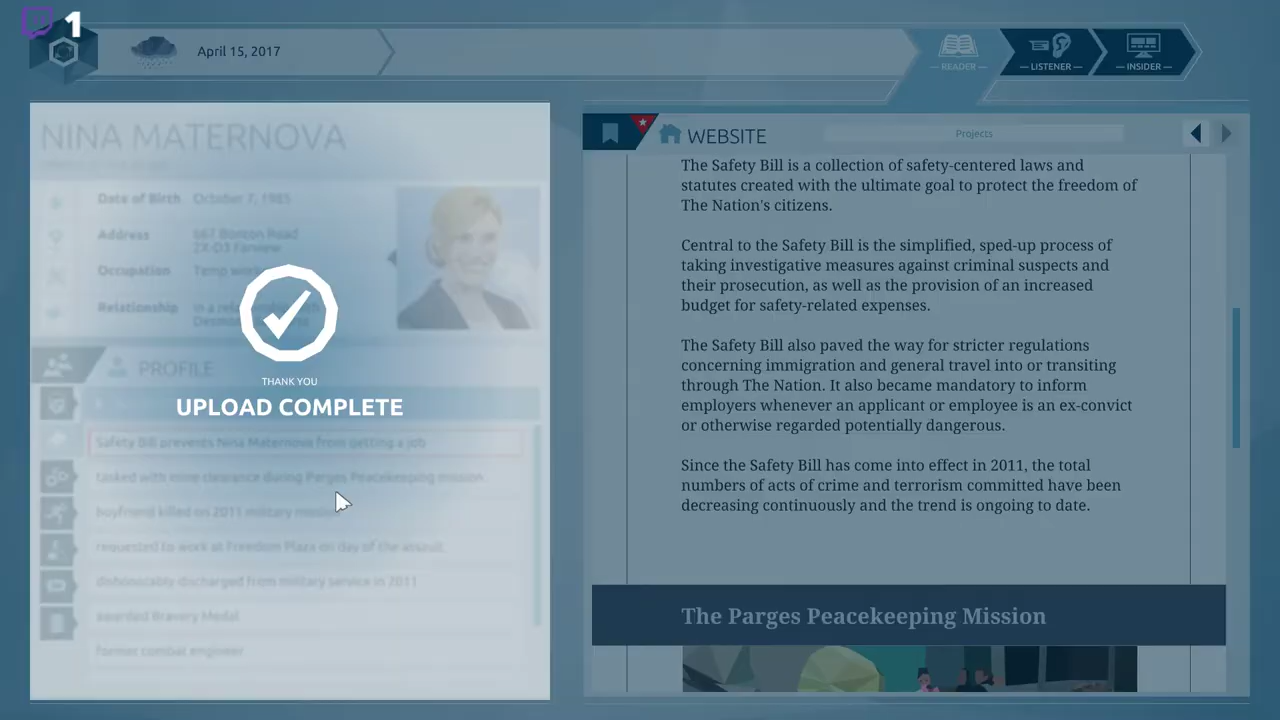 1
April 15, 2017
— READER —
— LISTENER —
— INSIDER —
NINA MATERNOVA
Date of Birth October 7, 1985
Address 667 Boston Road
2X-D3 Fairview
Occupation Temp work
Relationship in a relationship with
PROFILE
THANK YOU
UPLOAD COMPLETE
Safety Bill prevents Nina Maternova from getting a job
tasked with mine clearance during Parges Peacekeeping mission
boyfriend killed on 2011 military mission
requested to work at Freedom Plaza on day of the assault
dishonorably discharged from military service in 2011
awarded Bravery Medal
former combat engineer
WEBSITE
Projects
The Safety Bill is a collection of safety-centered laws and
statutes created with the ultimate goal to protect the freedom of
The Nation's citizens.
Central to the Safety Bill is the simplified, sped-up process of
taking investigative measures against criminal suspects and
their prosecution, as well as the provision of an increased
budget for safety-related expenses.
The Safety Bill also paved the way for stricter regulations
concerning immigration and general travel into or transiting
through The Nation. It also became mandatory to inform
employers whenever an applicant or employee is an ex-convict
or otherwise regarded potentially dangerous.
Since the Safety Bill has come into effect in 2011, the total
numbers of acts of crime and terrorism committed have been
decreasing continuously and the trend is ongoing to date.
The Parges Peacekeeping Mission